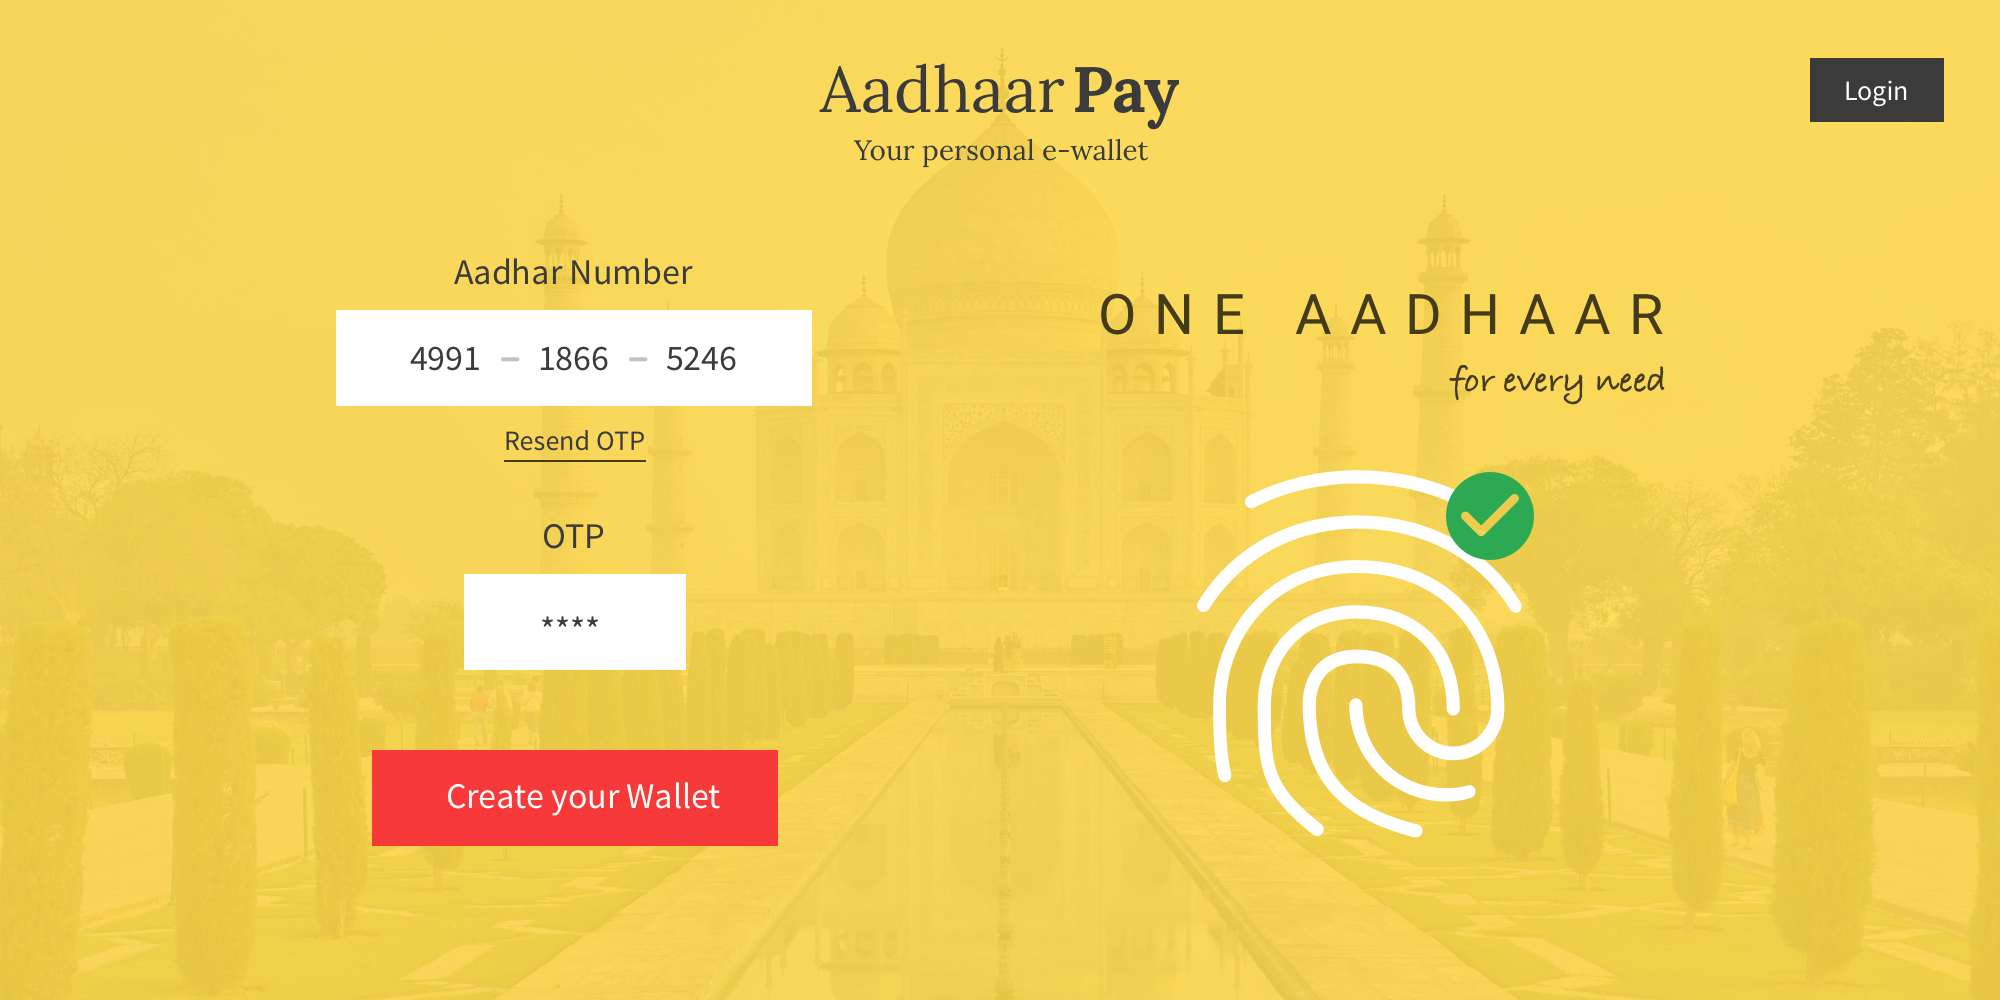 Aadhaar Pay
Your personal e-wallet
Login
Aadhar Number
4991 – 1866 – 5246
Resend OTP
OTP
****
Create your Wallet
ONE AADHAAR
for every need